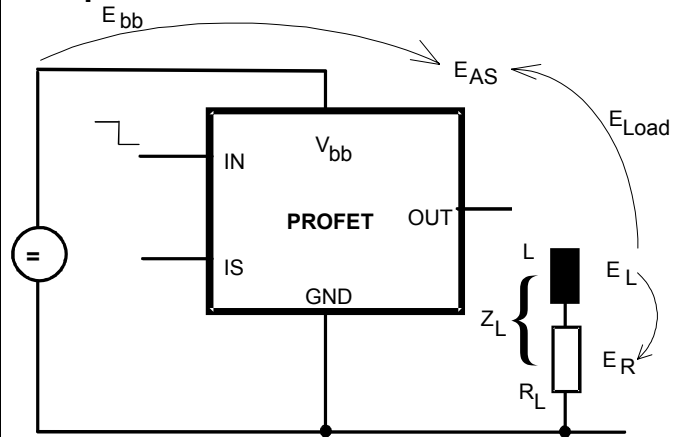 E bb
E AS
E Load
V bb
IN
PROFET
OUT
IS
L
E L
GND
Z L
E R
R L
=